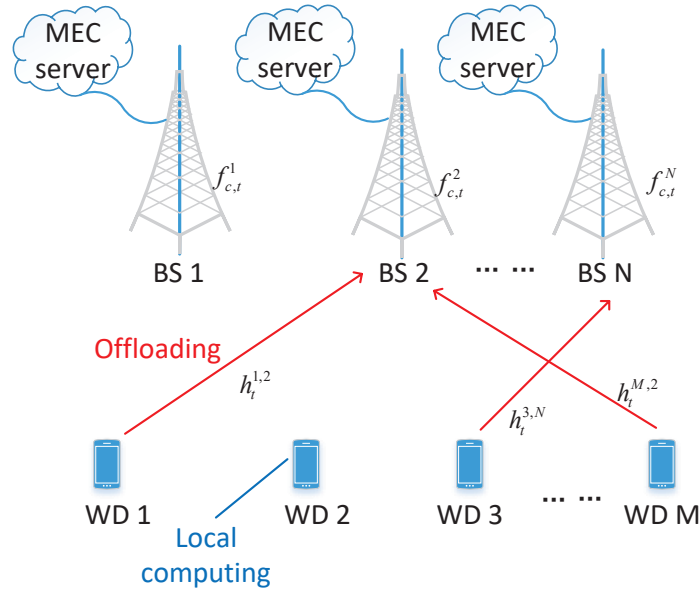 MEC
server
MEC
server
MEC
server
f_{c,t}^{1}
f_{c,t}^{2}
f_{c,t}^{N}
BS 1
BS 2
... ...
BS N
Offloading
h_t^{1,2}
h_t^{3,N}
h_t^{M,2}
WD 1
WD 2
WD 3
... ...
WD M
Local
computing